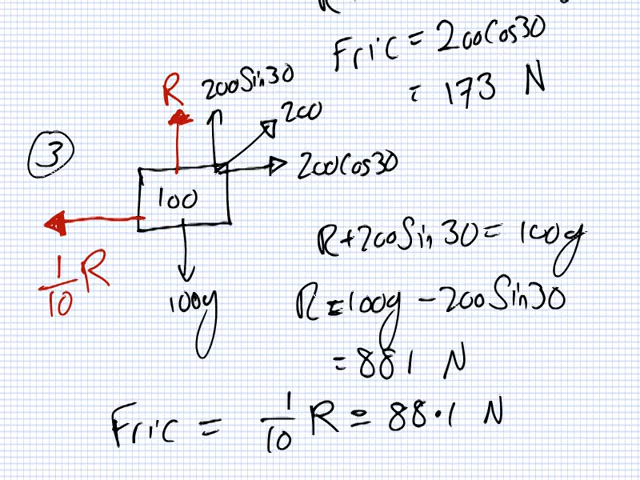 Fric = 200Cos30
= 173 N
3
R
200Sin30
200
200Cos30
100
1/10 R
100g
R+200Sin30=100g
R=100g-200Sin30
=881 N
Fric = 1/10 R = 88.1 N